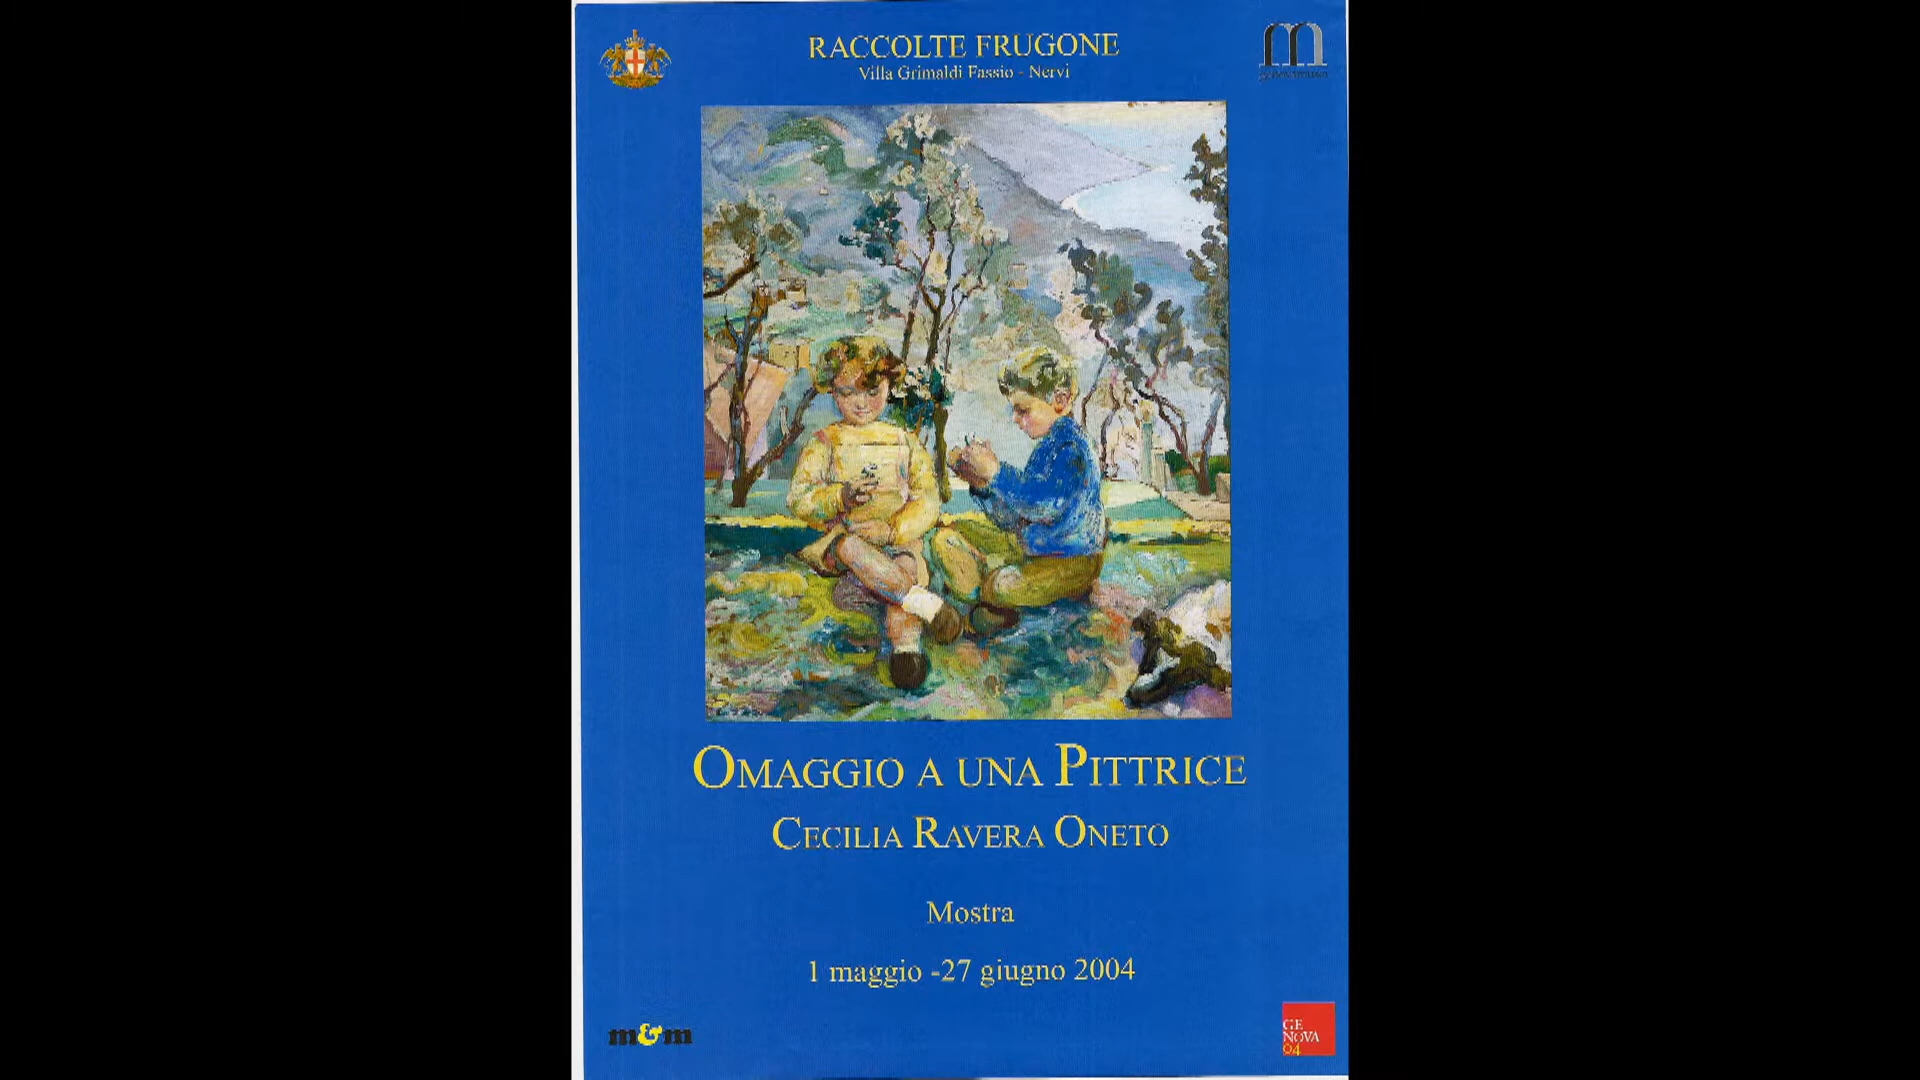 RACCOLTE FRUGONE
Villa Grimaldi Fassio - Nervi
OMAGGIO A UNA PITTRICE
CECILIA RAVERA ONETO
Mostra
1 maggio -27 giugno 2004
m&m
GE
NOVA
04